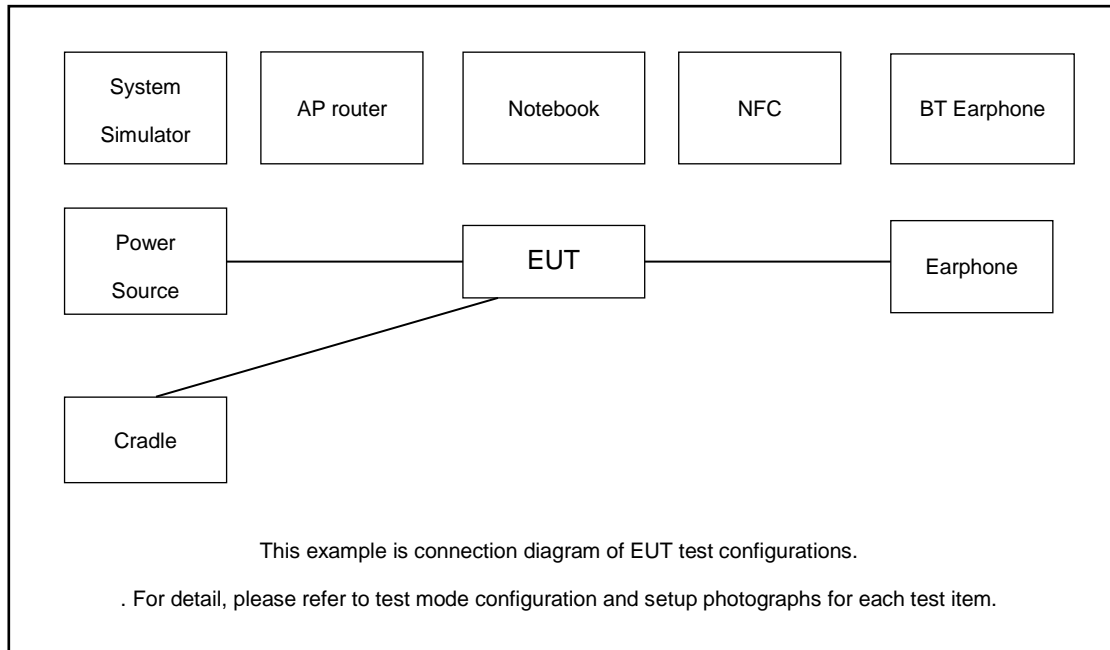 System
Simulator
AP router
Notebook
NFC
BT Earphone
Power
Source
EUT
Earphone
Cradle
This example is connection diagram of EUT test configurations.
. For detail, please refer to test mode configuration and setup photographs for each test item.